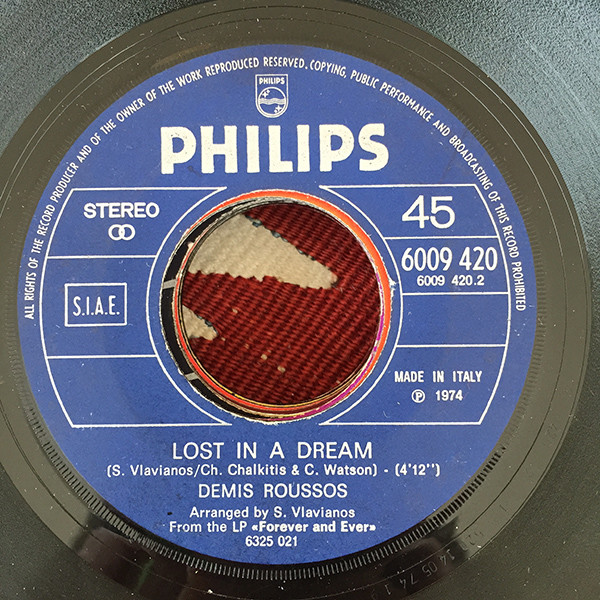 ALL RIGHTS OF THE RECORD PRODUCER AND OF THE OWNER OF THE WORK REPRODUCED RESERVED, COPYING, PUBLIC PERFORMANCE AND BROADCASTING OF THIS RECORD PROHIBITED
PHILIPS
PHILIPS
STEREO
45
6009 420
6009 420.2
S.I.A.E.
MADE IN ITALY
℗ 1974
LOST IN A DREAM
(S. Vlavianos/Ch. Chalkitis & C. Watson) - (4'12'')
DEMIS ROUSSOS
Arranged by S. Vlavianos
From the LP «Forever and Ever»
6325 021